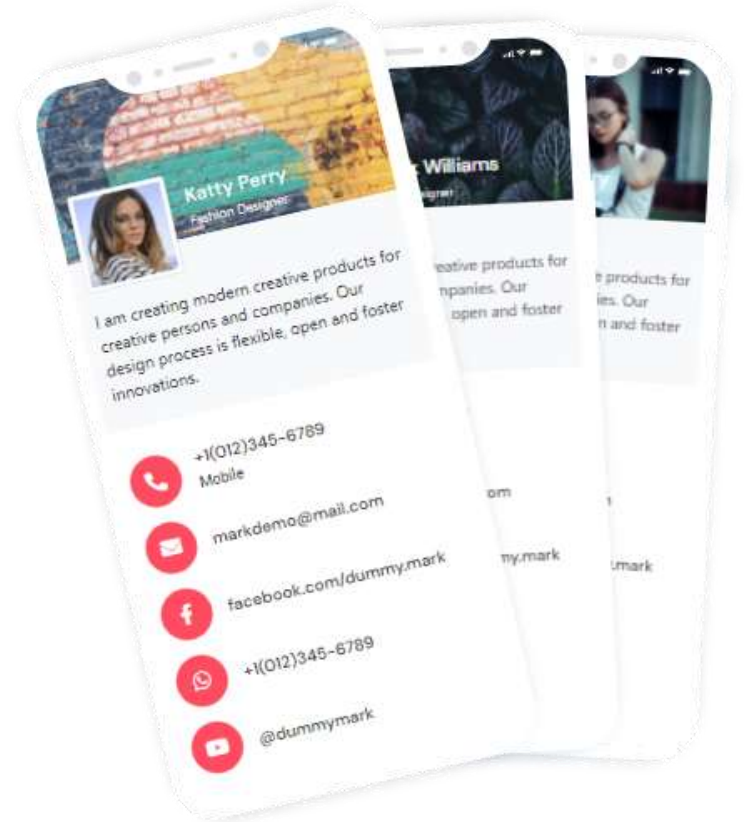 Katty Perry
Fashion Designer
I am creating modern creative products for
creative persons and companies. Our
design process is flexible, open and foster
innovations.
+1(012)345-6789
Mobile
markdemo@mail.com
facebook.com/dummy.mark
+1(012)345-6789
@dummymark
Williams
signer
eative products for
mpanies. Our
open and foster
om
my.mark
products for
ies. Our
n and foster
.mark